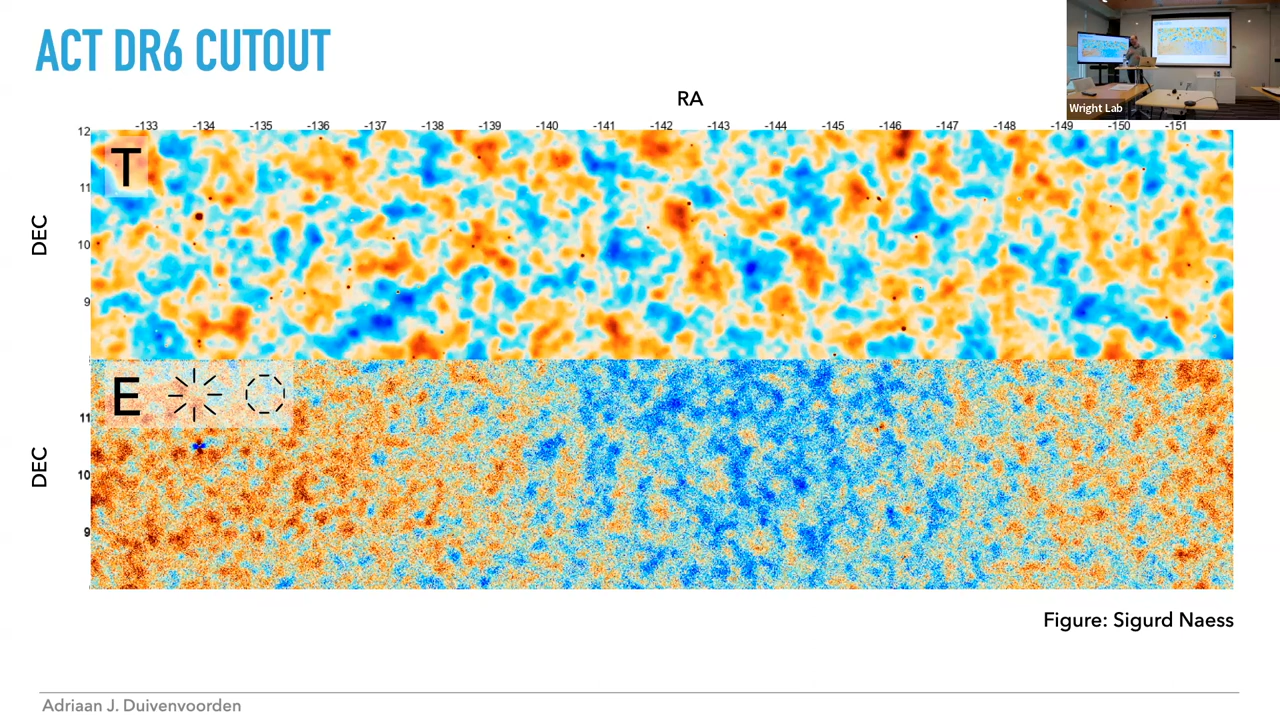 ACT DR6 CUTOUT
Wright Lab
RA
-133 -134 -135 -136 -137 -138 -139 -140 -141 -142 -143 -144 -145 -146 -147 -148 -149 -150 -151
12
T
11
DEC
10
9
E
11
DEC
10
9
Figure: Sigurd Naess
Adriaan J. Duivenvoorden